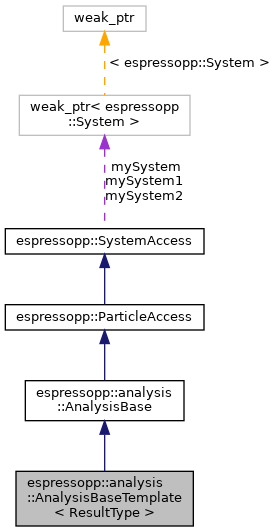 weak_ptr
< espressopp::System >
weak_ptr< espressopp
::System >
mySystem
mySystem1
mySystem2
espressopp::SystemAccess
espressopp::ParticleAccess
espressopp::analysis
::AnalysisBase
espressopp::analysis
::AnalysisBaseTemplate
< ResultType >